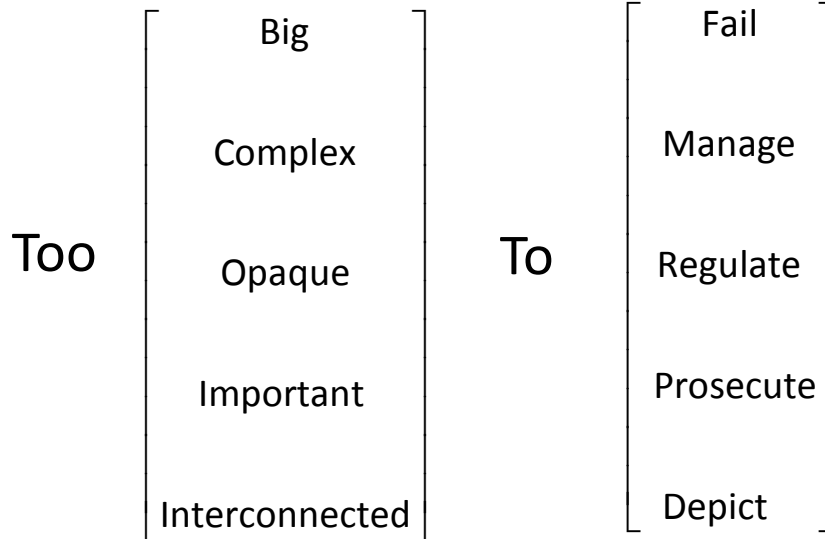 Big
Fail
Complex
Manage
Too
Opaque
To
Regulate
Important
Prosecute
Interconnected
Depict